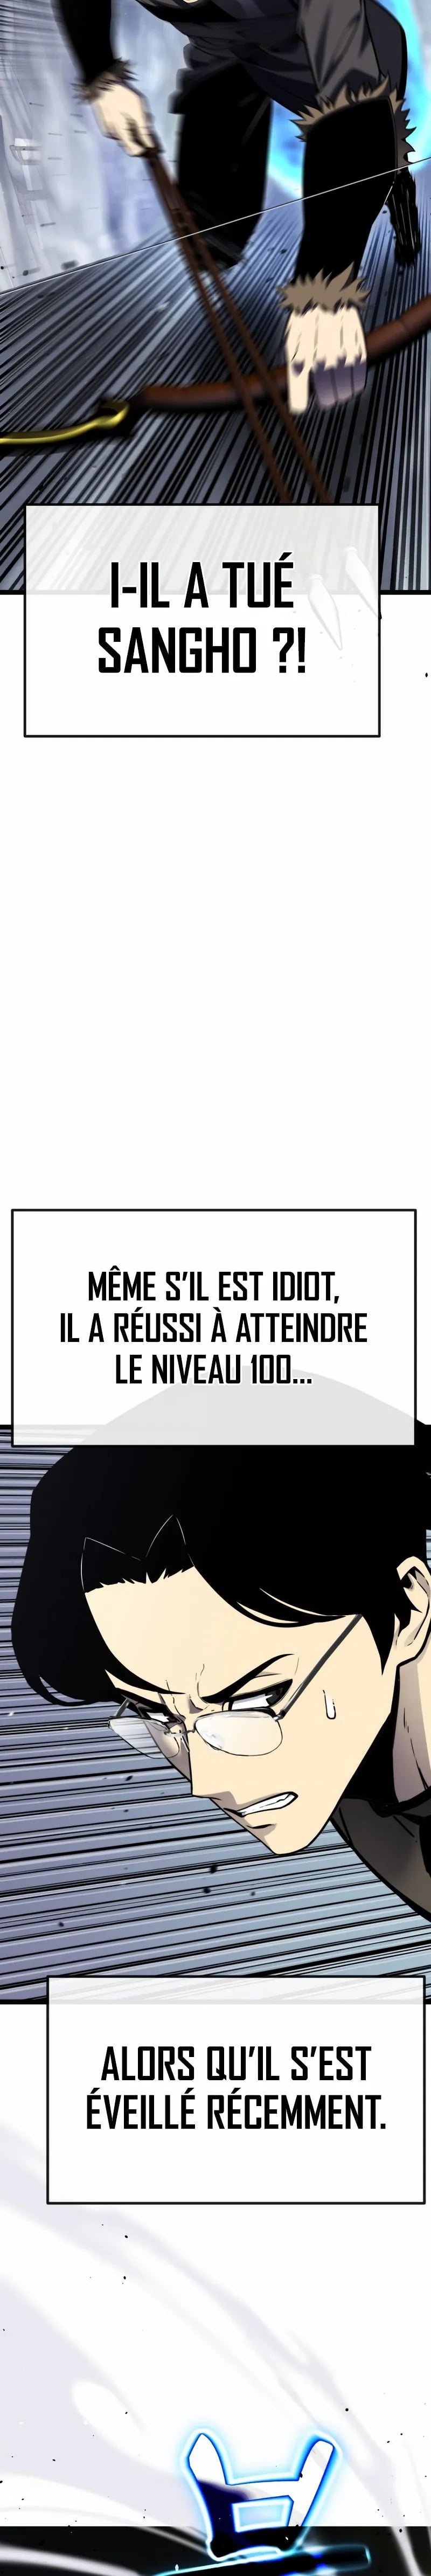 I-IL A TUÉ
SANGHO ?!
MÊME S'IL EST IDIOT,
IL A RÉUSSI À ATTEINDRE
LE NIVEAU 100...
ALORS QU'IL S'EST
ÉVEILLÉ RÉCEMMENT.